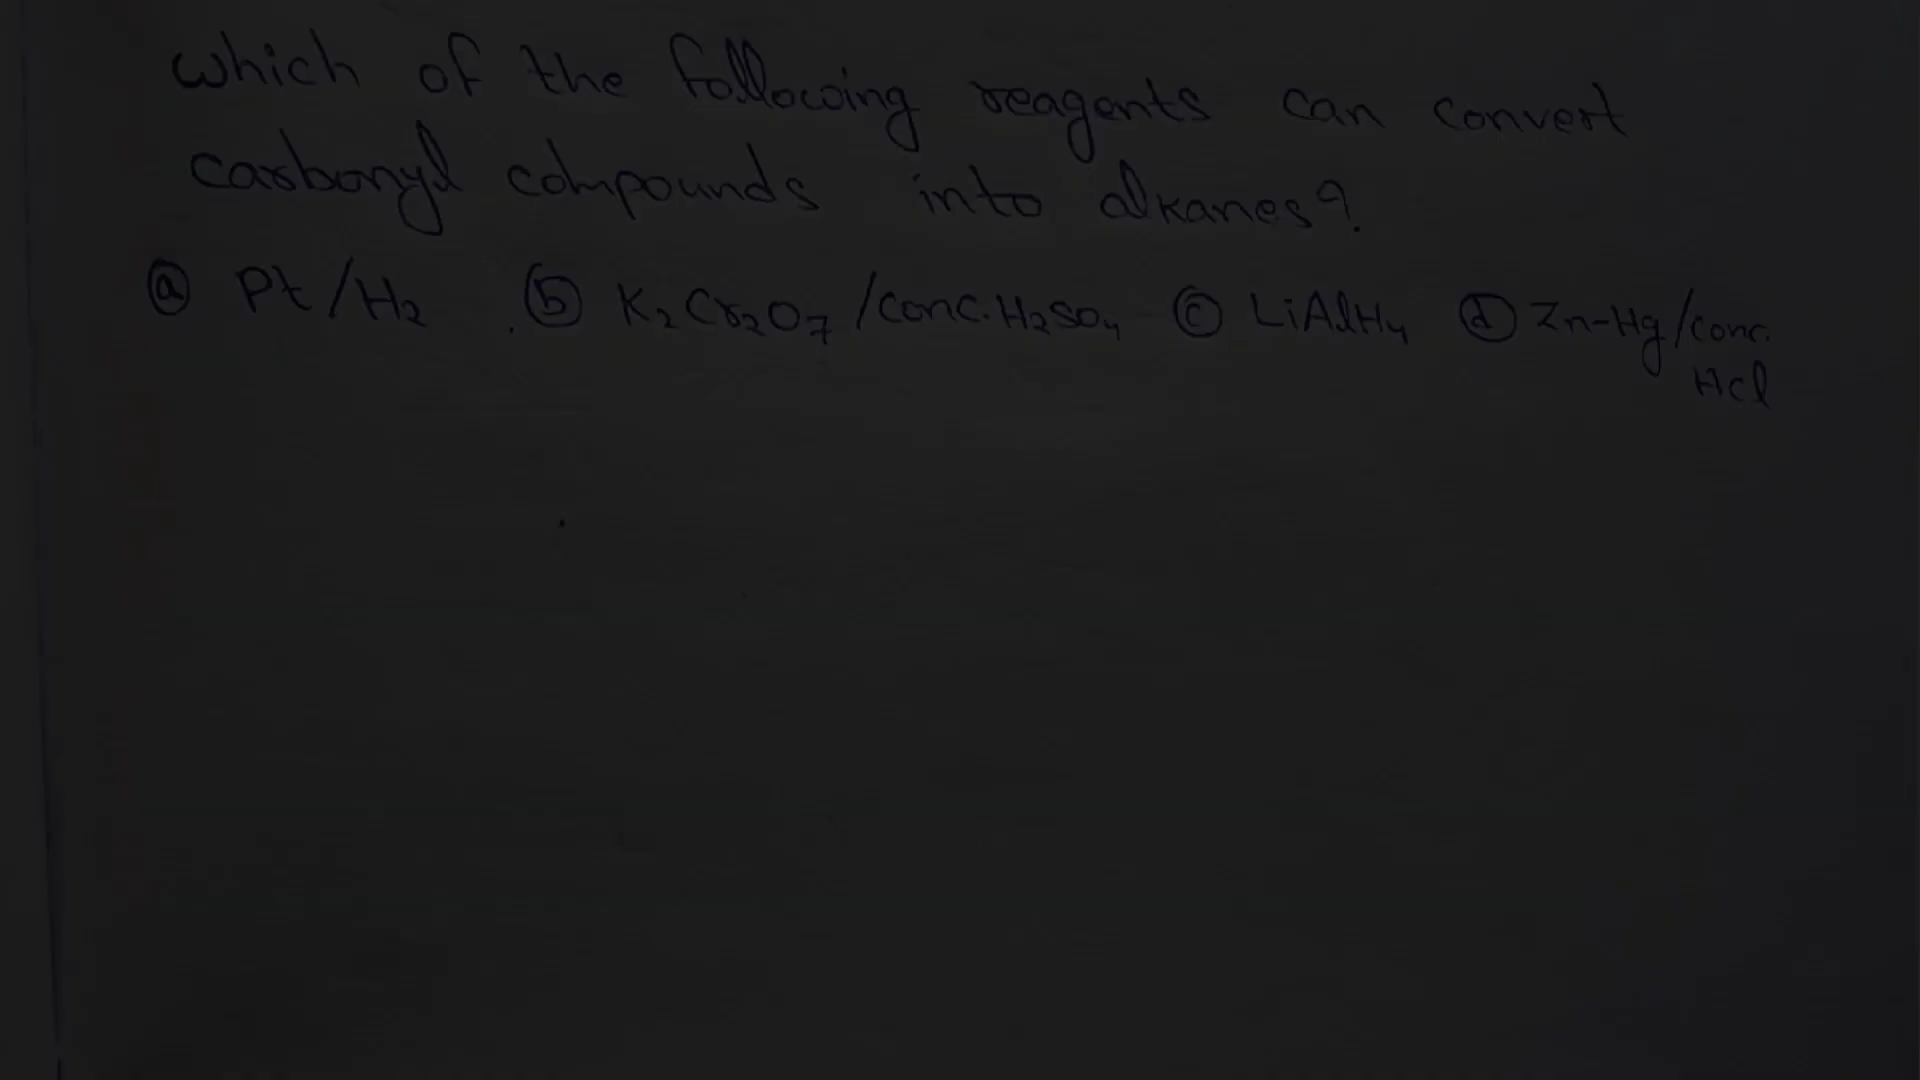 which of the following reagents can convert
carbonyl compounds into alkanes?
ⓐ Pt/H₂ . ⓑ K₂Cr₂O₇/conc. H₂SO₄ ⓒ LiAlH₄ ⓓ Zn-Hg/conc.
HCl